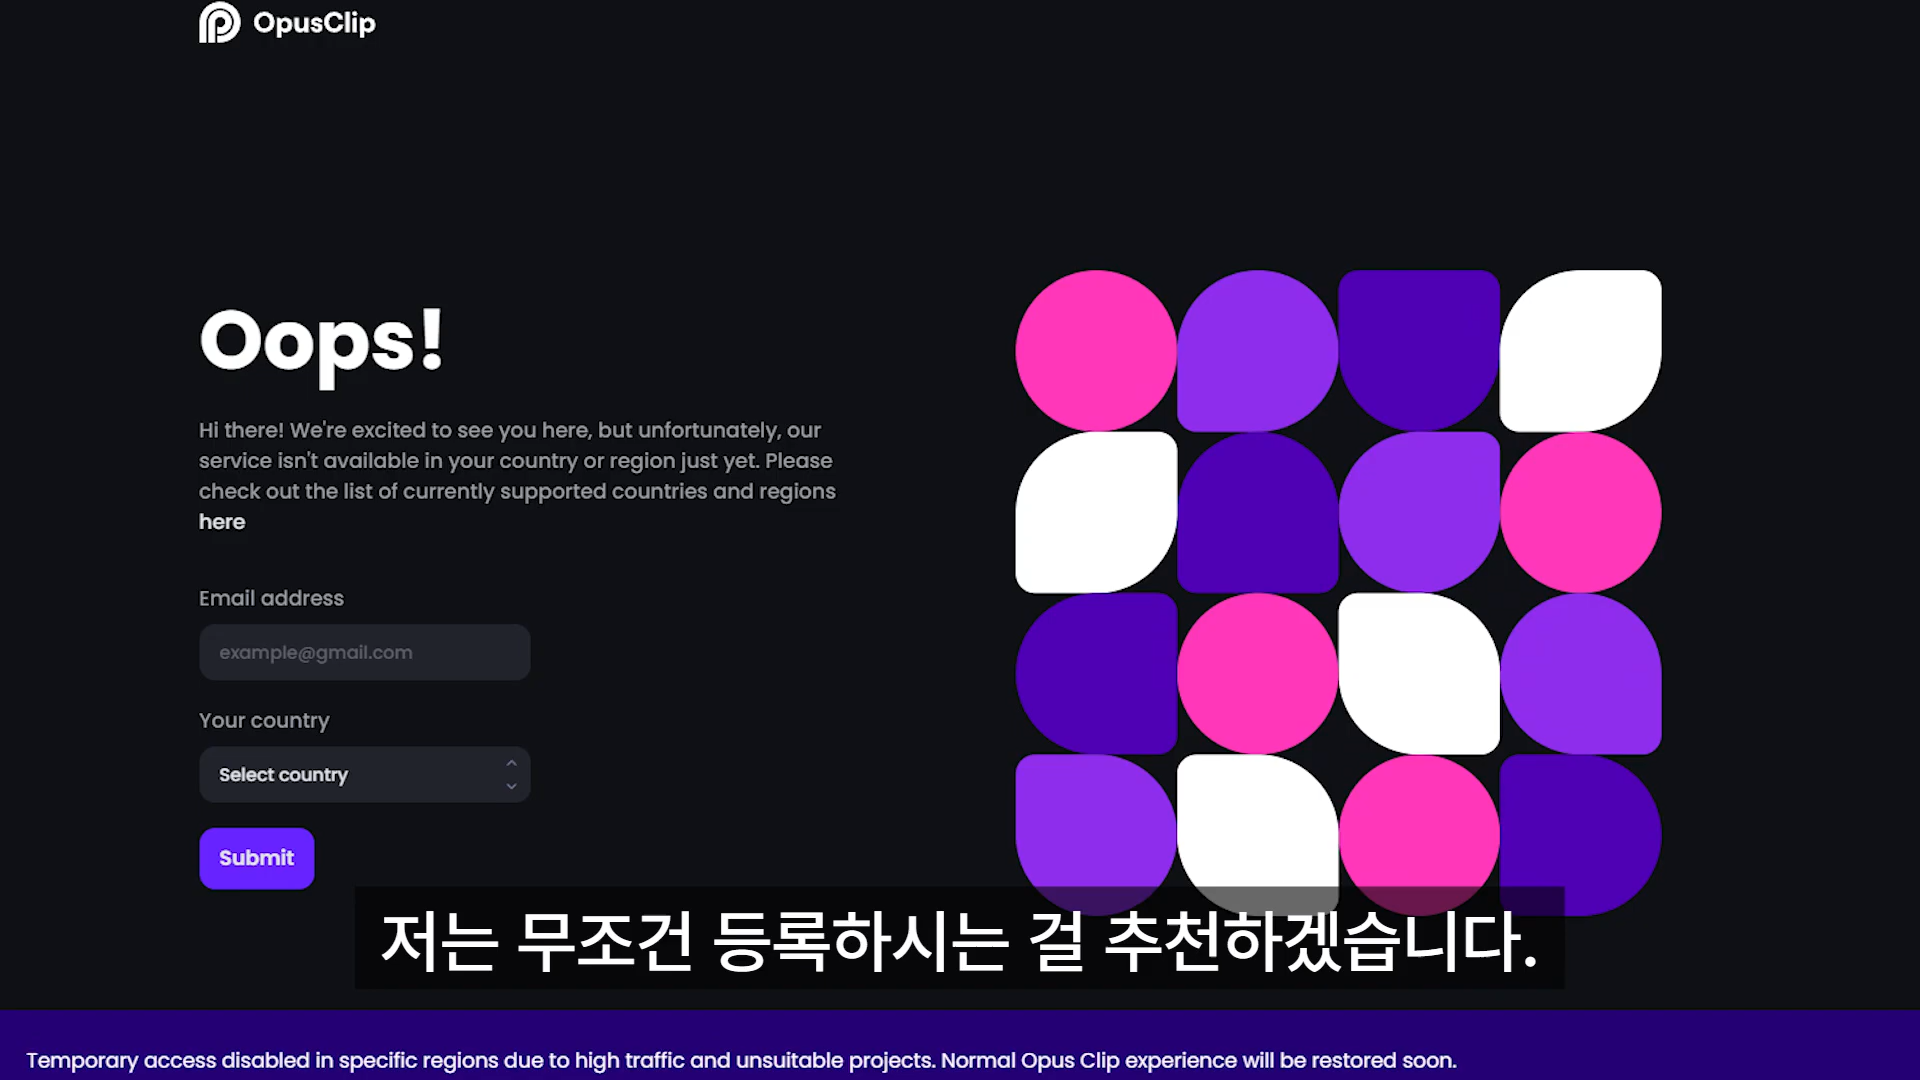 OpusClip
Oops!
Hi there! We're excited to see you here, but unfortunately, our
service isn't available in your country or region just yet. Please
check out the list of currently supported countries and regions
here
Email address
example@gmail.com
Your country
Select country
Submit
저는 무조건 등록하시는 걸 추천하겠습니다.
Temporary access disabled in specific regions due to high traffic and unsuitable projects. Normal Opus Clip experience will be restored soon.